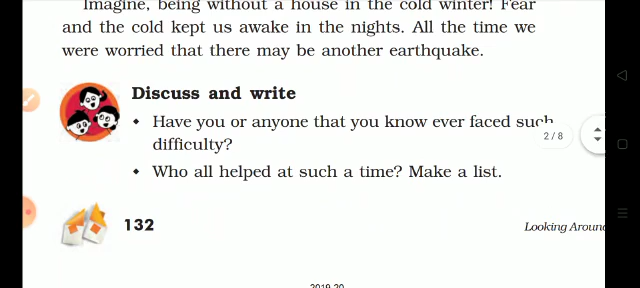 Imagine, being without a house in the cold winter! Fear
and the cold kept us awake in the nights. All the time we
were worried that there may be another earthquake.
Discuss and write
• Have you or anyone that you know ever faced such
difficulty?
2/8
• Who all helped at such a time? Make a list.
132
Looking Around
2019-20